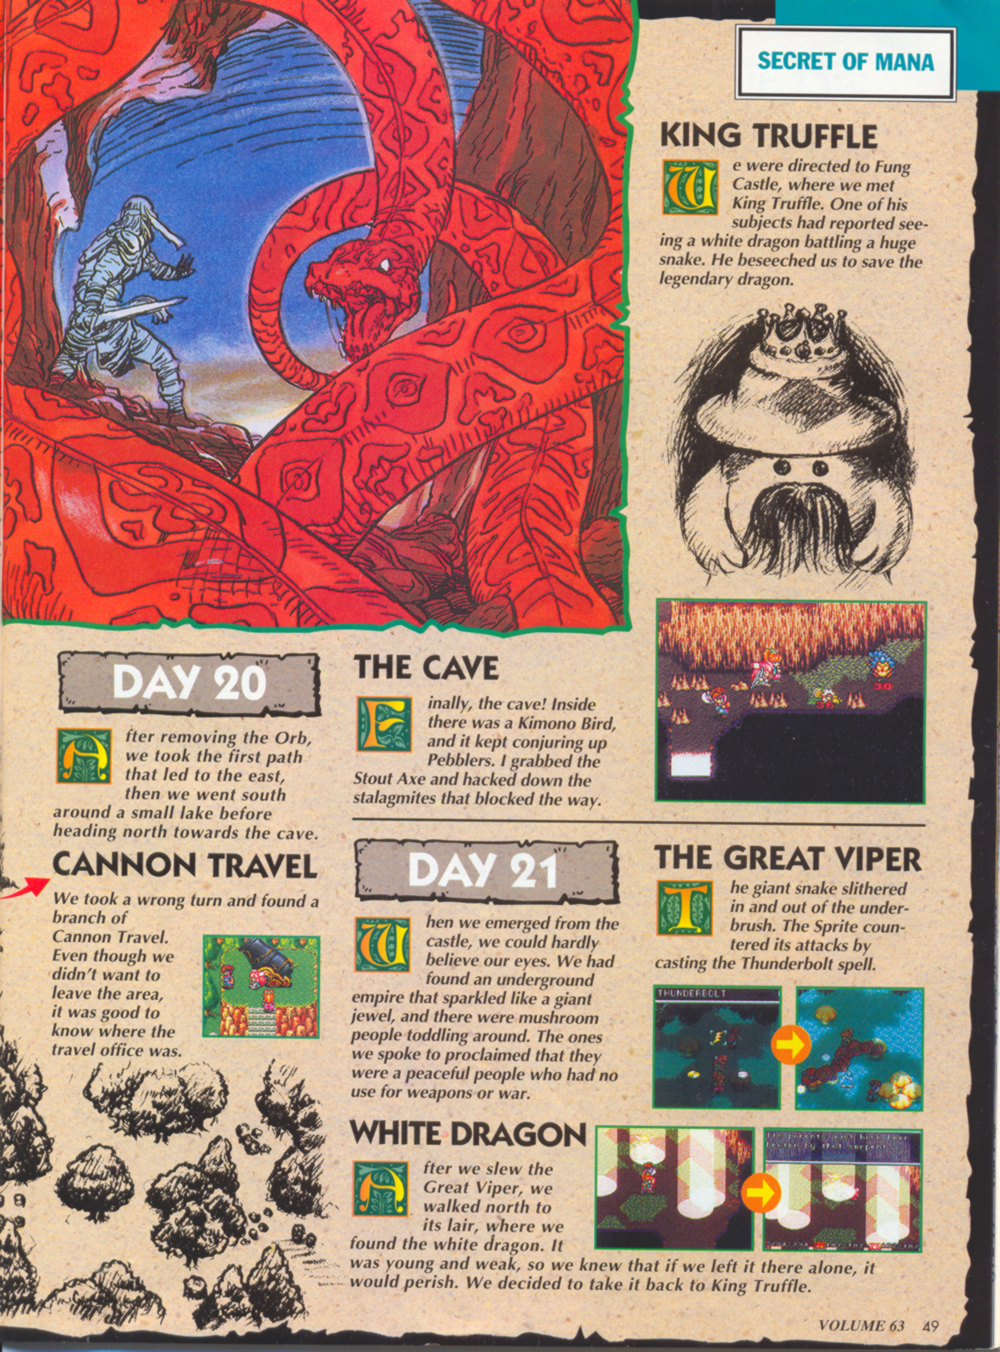 SECRET OF MANA
KING TRUFFLE
We were directed to Fung
Castle, where we met
King Truffle. One of his
subjects had reported see-
ing a white dragon battling a huge
snake. He beseeched us to save the
legendary dragon.
30
DAY 20
After removing the Orb,
we took the first path
that led to the east,
then we went south
around a small lake before
heading north towards the cave.
CANNON TRAVEL
We took a wrong turn and found a
branch of
Cannon Travel.
Even though we
didn't want to
leave the area,
it was good to
know where the
travel office was.
THE CAVE
Finally, the cave! Inside
there was a Kimono Bird,
and it kept conjuring up
Pebblers. I grabbed the
Stout Axe and hacked down the
stalagmites that blocked the way.
DAY 21
When we emerged from the
castle, we could hardly
believe our eyes. We had
found an underground
empire that sparkled like a giant
jewel, and there were mushroom
people toddling around. The ones
we spoke to proclaimed that they
were a peaceful people who had no
use for weapons or war.
THE GREAT VIPER
The giant snake slithered
in and out of the under-
brush. The Sprite coun-
tered its attacks by
casting the Thunderbolt spell.
THUNDERBOLT
WHITE DRAGON
After we slew the
Great Viper, we
walked north to
its lair, where we
found the white dragon. It
was young and weak, so we knew that if we left it there alone, it
would perish. We decided to take it back to King Truffle.
VOLUME 63 49